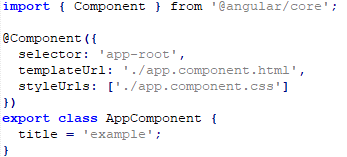 import { Component } from '@angular/core';

@Component({
  selector: 'app-root',
  templateUrl: './app.component.html',
  styleUrls: ['./app.component.css']
})
export class AppComponent {
  title = 'example';
}